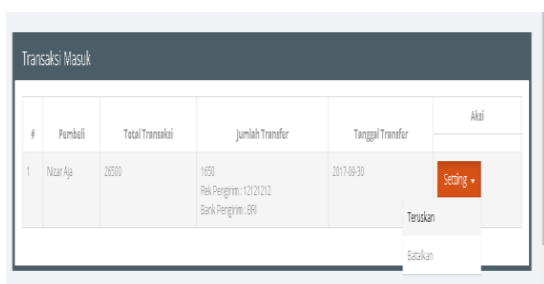 Transaksi Masuk
# Pembeli Total Transaksi Jumlah Transfer Tanggal Transfer Aksi
1 Nizar Aja 26500 1650 2017-09-30 Setting
Rek Pengirim : 12121212
Bank Pengirim : BRI
Teruskan
Batalkan